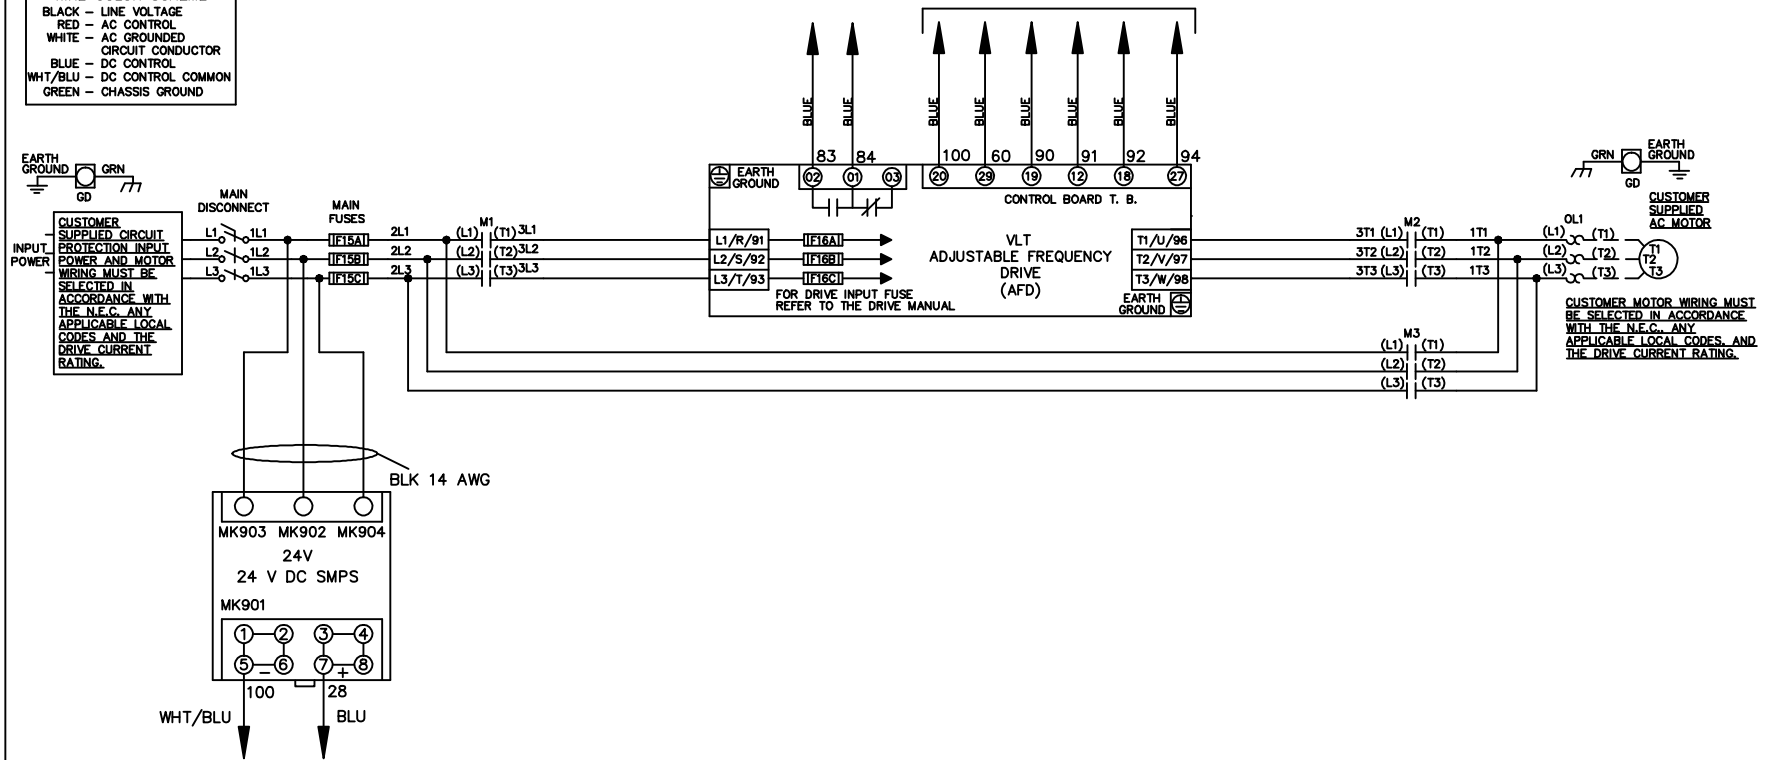 BLACK – LINE VOLTAGE
RED – AC CONTROL
WHITE – AC GROUNDED
CIRCUIT CONDUCTOR
BLUE – DC CONTROL
WHT/BLU – DC CONTROL COMMON
GREEN – CHASSIS GROUND
BLUE BLUE BLUE BLUE BLUE BLUE BLUE BLUE
83 84 100 60 90 91 92 94
EARTH
GROUND
GRN
GD
EARTH
GROUND
02 01 03 20 29 19 12 18 27
CONTROL BOARD T. B.
GRN
EARTH
GROUND
GD
MAIN
DISCONNECT
MAIN
FUSES
CUSTOMER
SUPPLIED
AC MOTOR
INPUT
POWER
CUSTOMER
SUPPLIED CIRCUIT
PROTECTION INPUT
POWER AND MOTOR
WIRING MUST BE
SELECTED IN
ACCORDANCE WITH
THE N.E.C. ANY
APPLICABLE LOCAL
CODES AND THE
DRIVE CURRENT
RATING.
M1
M2
OL1
L1 1L1 F15A 2L1 (L1) (T1) 3L1 L1/R/91 F16A
L2 1L2 F15B 2L2 (L2) (T2) 3L2 L2/S/92 F16B
L3 1L3 F15C 2L3 (L3) (T3) 3L3 L3/T/93 F16C
VLT
ADJUSTABLE FREQUENCY
DRIVE
(AFD)
FOR DRIVE INPUT FUSE
REFER TO THE DRIVE MANUAL
T1/U/96 3T1 (L1) (T1) 1T1 (L1) (T1) T1
T2/V/97 3T2 (L2) (T2) 1T2 (L2) (T2) T2
T3/W/98 3T3 (L3) (T3) 1T3 (L3) (T3) T3
EARTH
GROUND
CUSTOMER MOTOR WIRING MUST
BE SELECTED IN ACCORDANCE
WITH THE N.E.C., ANY
APPLICABLE LOCAL CODES, AND
THE DRIVE CURRENT RATING.
M3
(L1) (T1)
(L2) (T2)
(L3) (T3)
BLK 14 AWG
MK903 MK902 MK904
24V
24 V DC SMPS
MK901
1 2 3 4
5 6 7 8
– +
100 28
WHT/BLU BLU